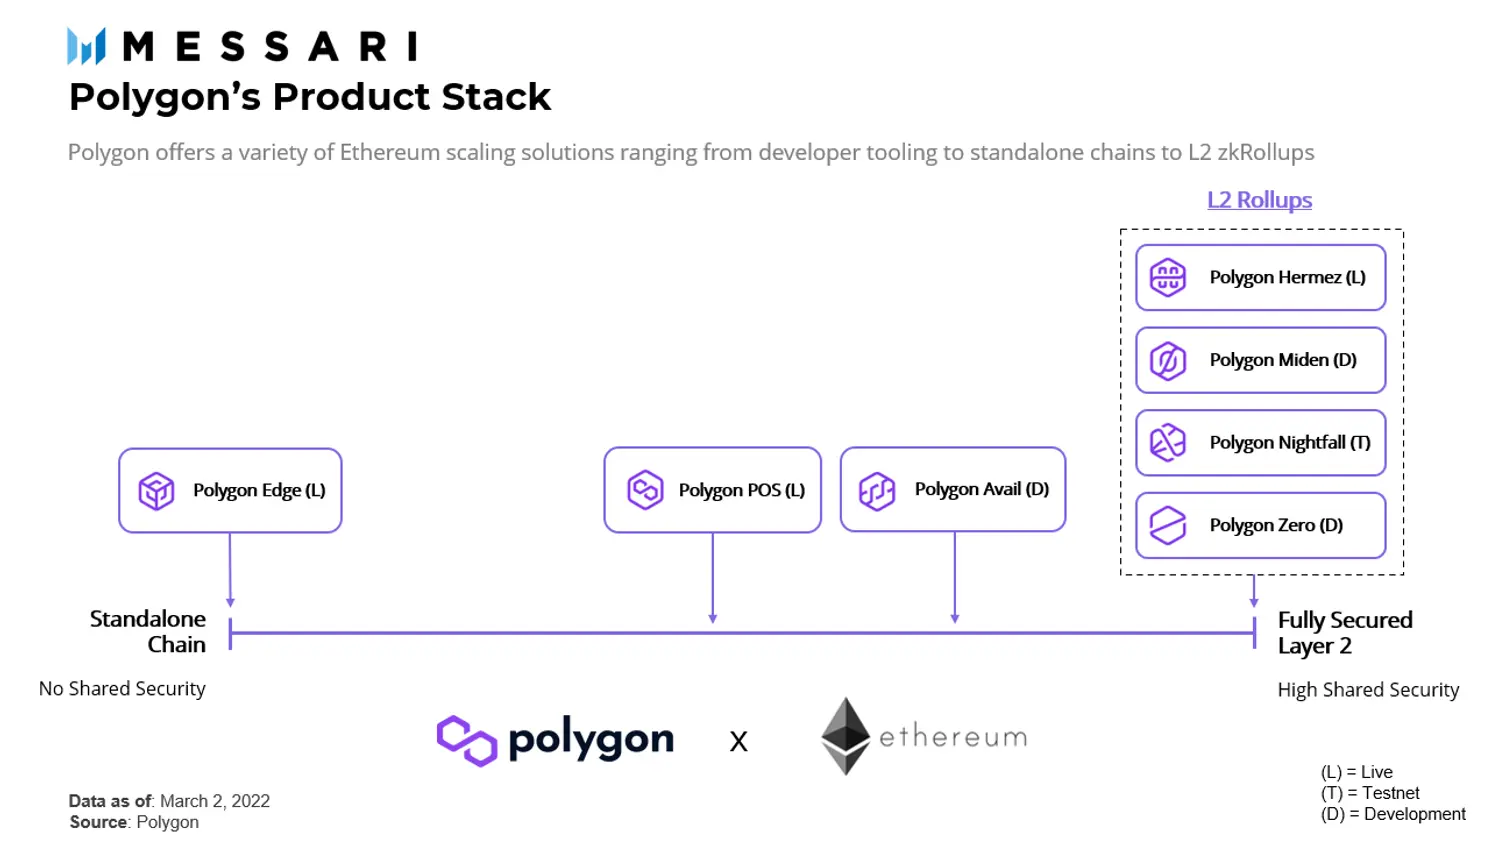 MESSARI
Polygon's Product Stack
Polygon offers a variety of Ethereum scaling solutions ranging from developer tooling to standalone chains to L2 zkRollups
L2 Rollups
Polygon Hermez (L)
Polygon Miden (D)
Polygon Nightfall (T)
Polygon Zero (D)
Polygon Edge (L)
Polygon POS (L)
Polygon Avail (D)
Standalone
Chain
No Shared Security
Fully Secured
Layer 2
High Shared Security
polygon x ethereum
(L) = Live
(T) = Testnet
(D) = Development
Data as of: March 2, 2022
Source: Polygon